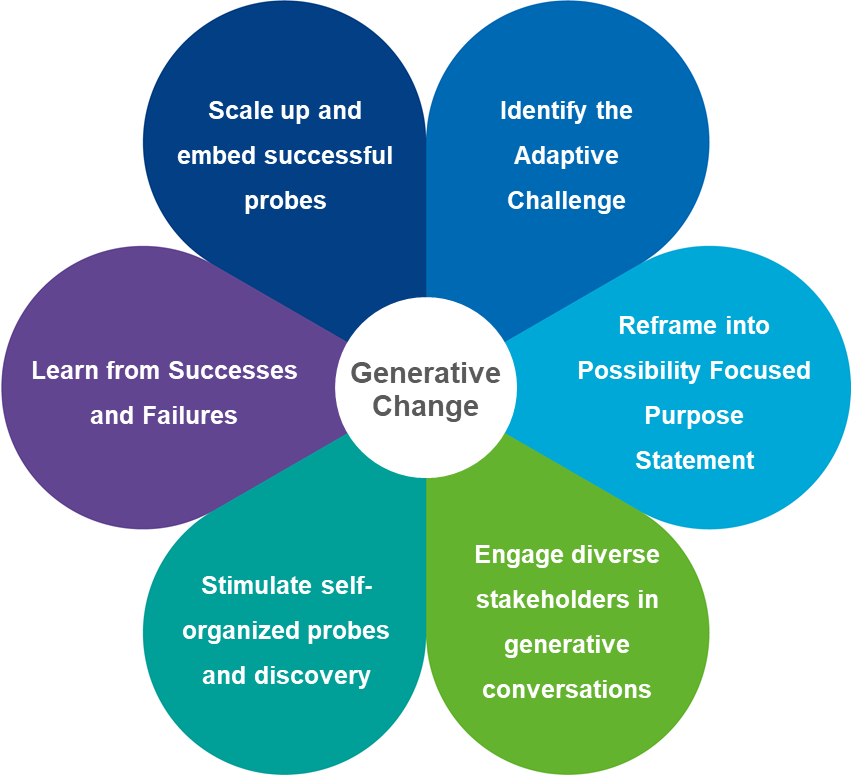 Scale up and
embed successful
probes
Identify the
Adaptive
Challenge
Reframe into
Possibility Focused
Purpose
Statement
Engage diverse
stakeholders in
generative
conversations
Stimulate self-
organized probes
and discovery
Learn from Successes
and Failures
Generative
Change